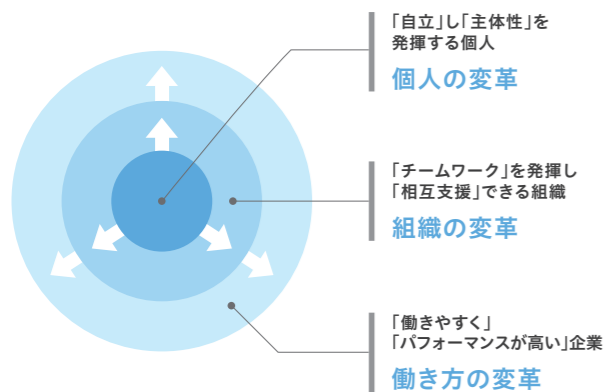 「自立」し「主体性」を
発揮する個人
個人の変革
「チームワーク」を発揮し
「相互支援」できる組織
組織の変革
「働きやすく」
「パフォーマンスが高い」企業
働き方の変革